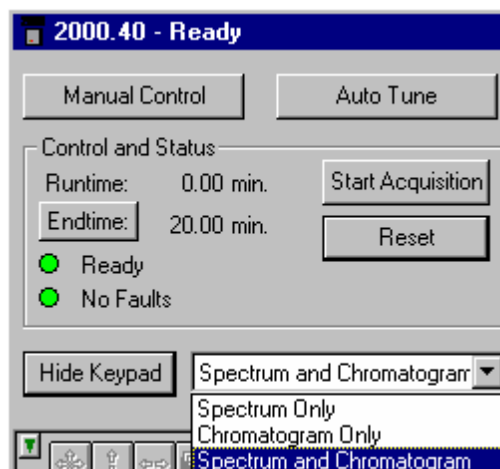 2000.40 - Ready
Manual Control Auto Tune
Control and Status
Runtime: 0.00 min. Start Acquisition
Endtime: 20.00 min. Reset
Ready
No Faults
Hide Keypad Spectrum and Chromatogram
Spectrum Only
Chromatogram Only
Spectrum and Chromatogram